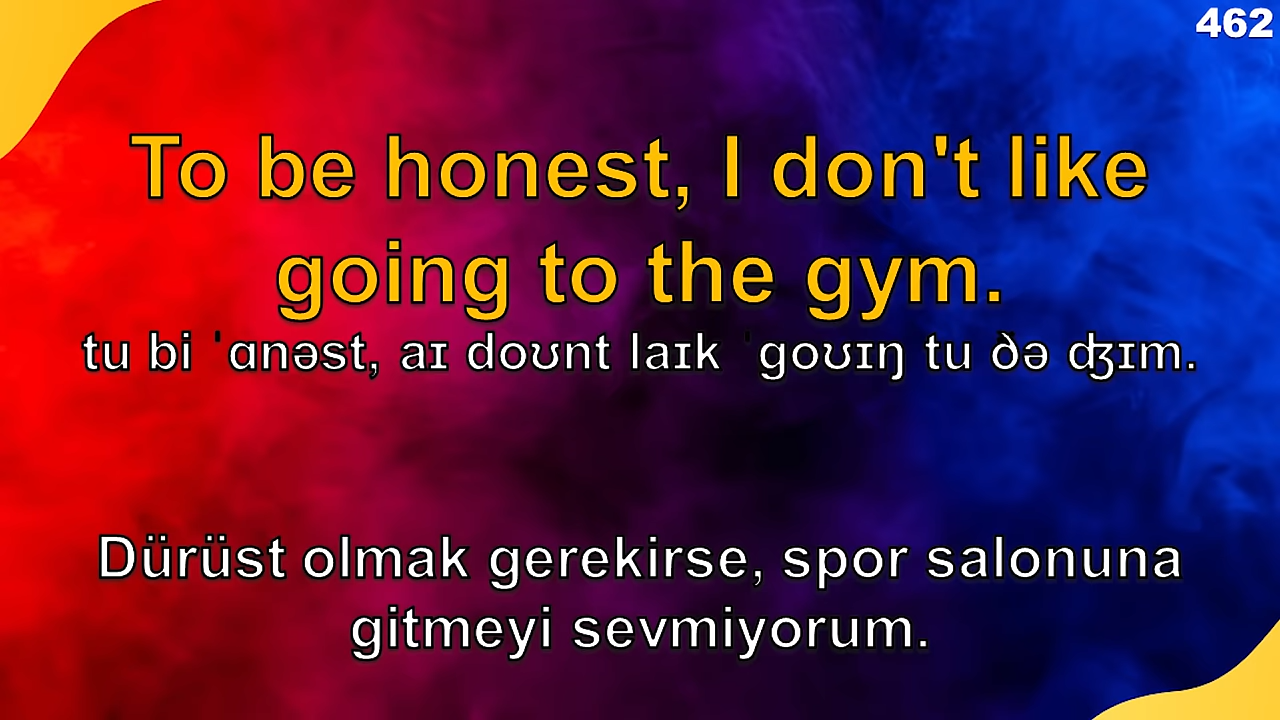 462
To be honest, I don't like
going to the gym.
tu bi ˈɑnəst, aɪ doʊnt laɪk ˈgoʊɪŋ tu ðə ʤɪm.
Dürüst olmak gerekirse, spor salonuna
gitmeyi sevmiyorum.